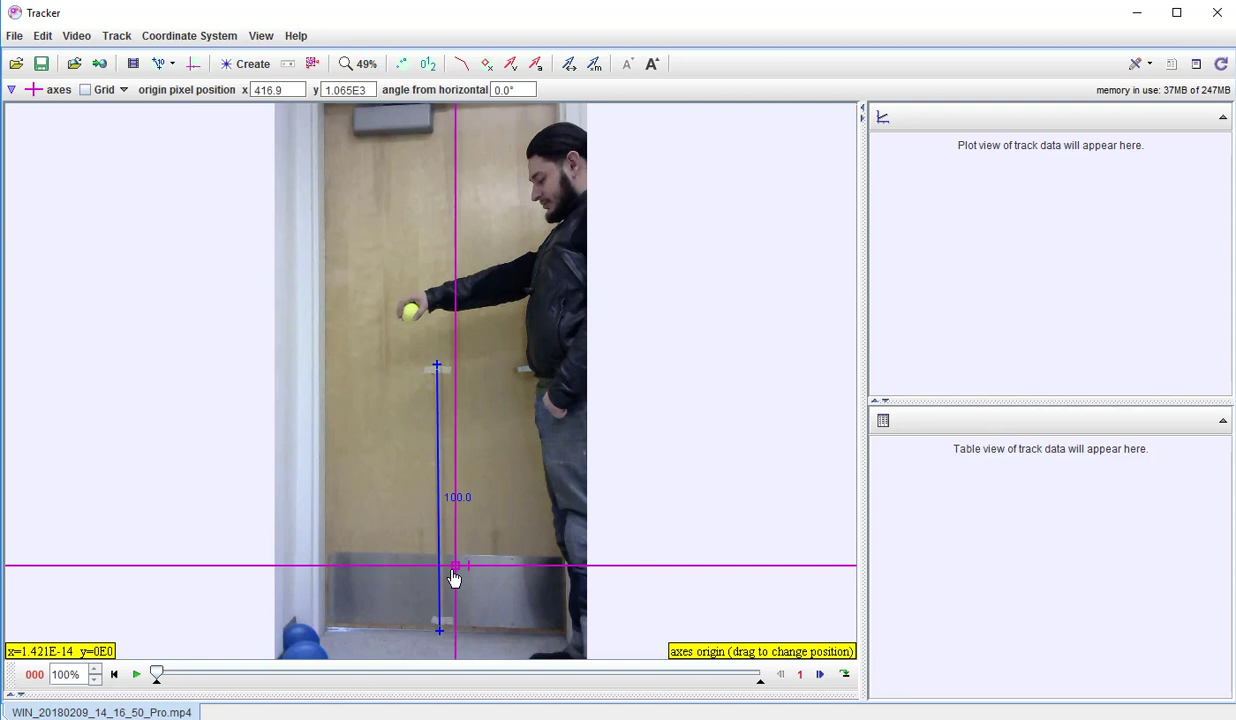 Tracker
File Edit Video Track Coordinate System View Help
Create 49%
axes Grid origin pixel position x 416.9 y 1.065E3 angle from horizontal 0.0° memory in use: 37MB of 247MB
Plot view of track data will appear here.
Table view of track data will appear here.
100.0
x=1.421E-14 y=0E0 axes origin (drag to change position)
000 100% 1
WIN_20180209_14_16_50_Pro.mp4